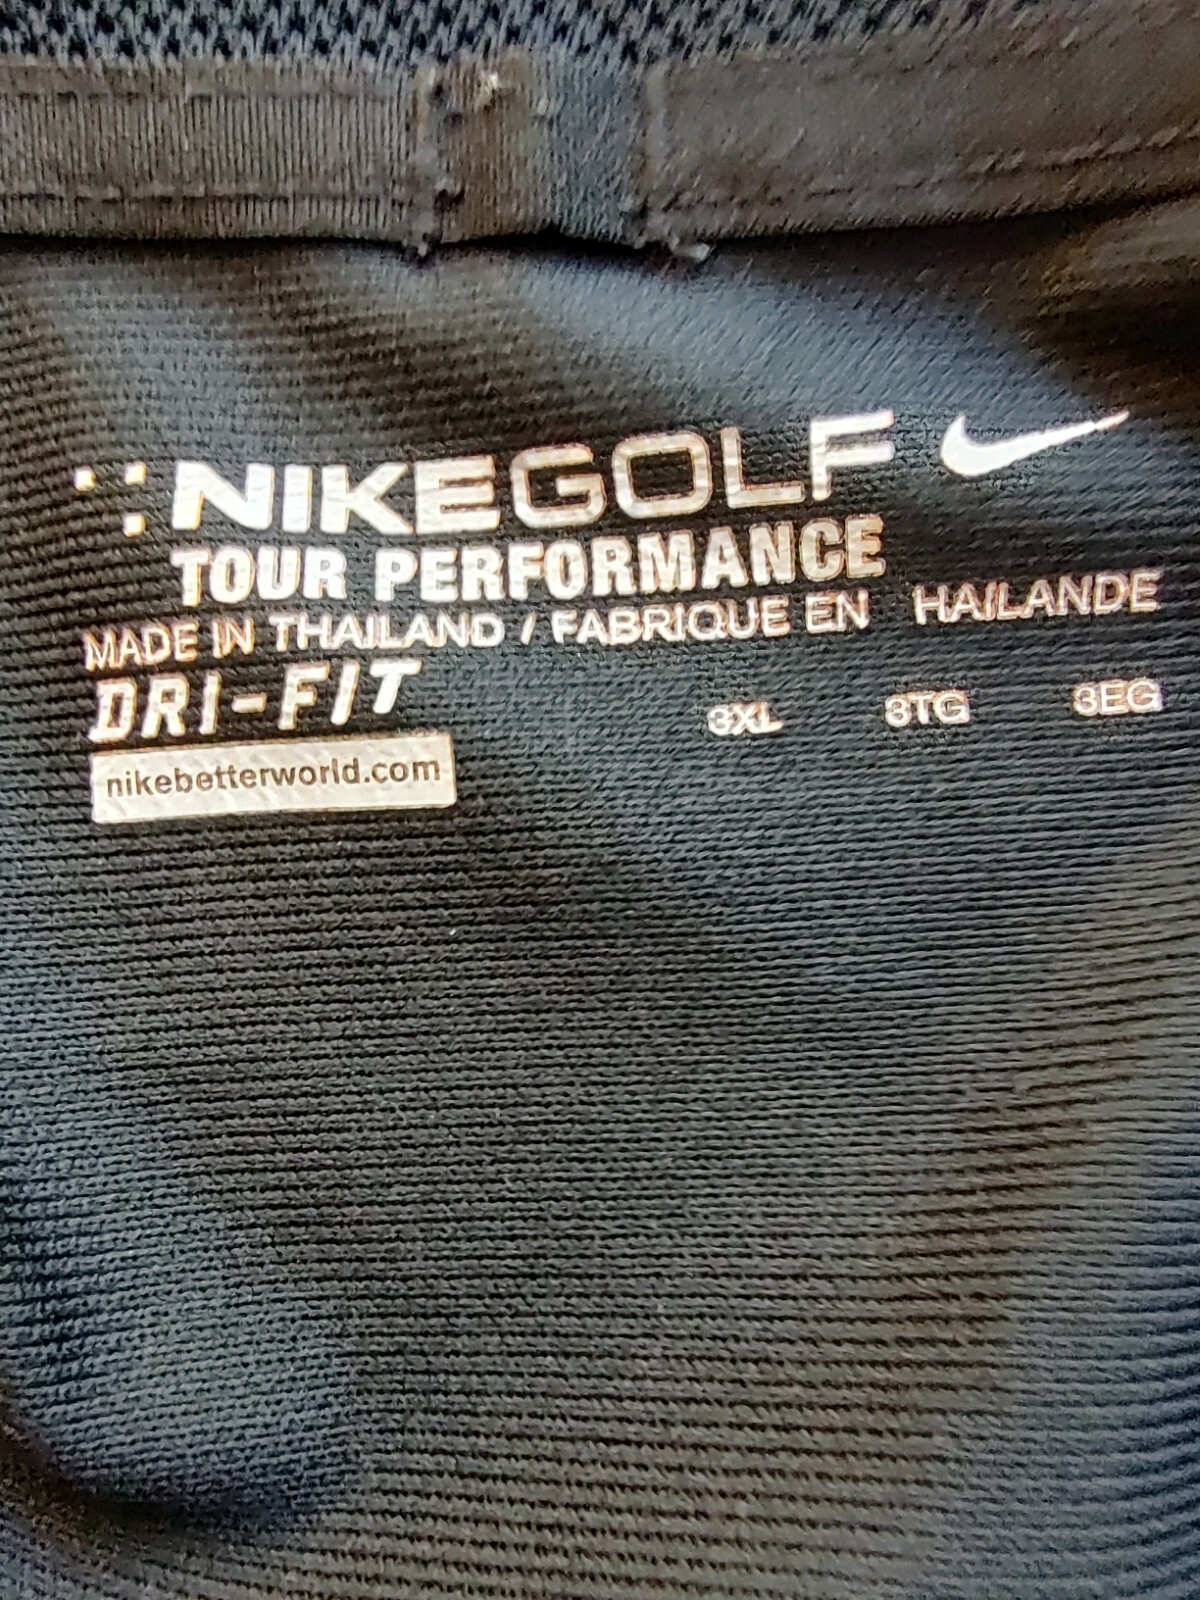 NIKEGOLF
TOUR PERFORMANCE
MADE IN THAILAND / FABRIQUE EN HAILANDE
DRI-FIT
3XL 3TG 3EG
nikebetterworld.com